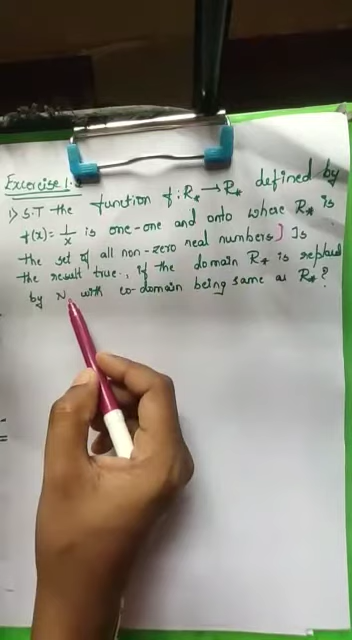 Excercise 1:-
1) S.T the function f: R* → R* defined by
f(x) = 1/x is one-one and onto where R* is
the set of all non-zero real numbers] Is
the result true, if the domain R* is replaced
by N with co-domain being same as R*?